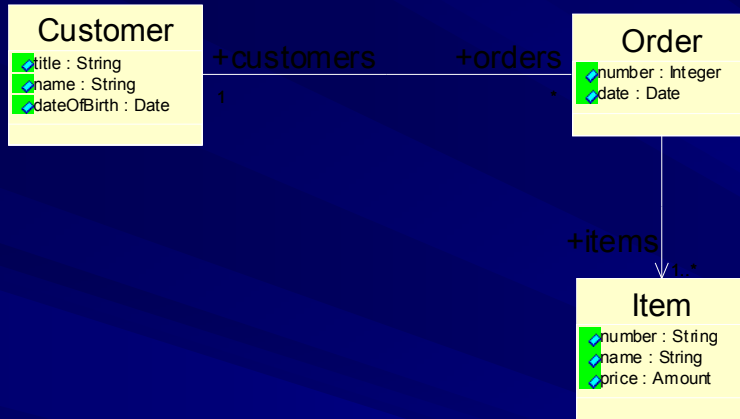 Customer
title : String
name : String
dateOfBirth : Date
+customers
1
+orders
*
Order
number : Integer
date : Date
+items
1..*
Item
number : String
name : String
price : Amount